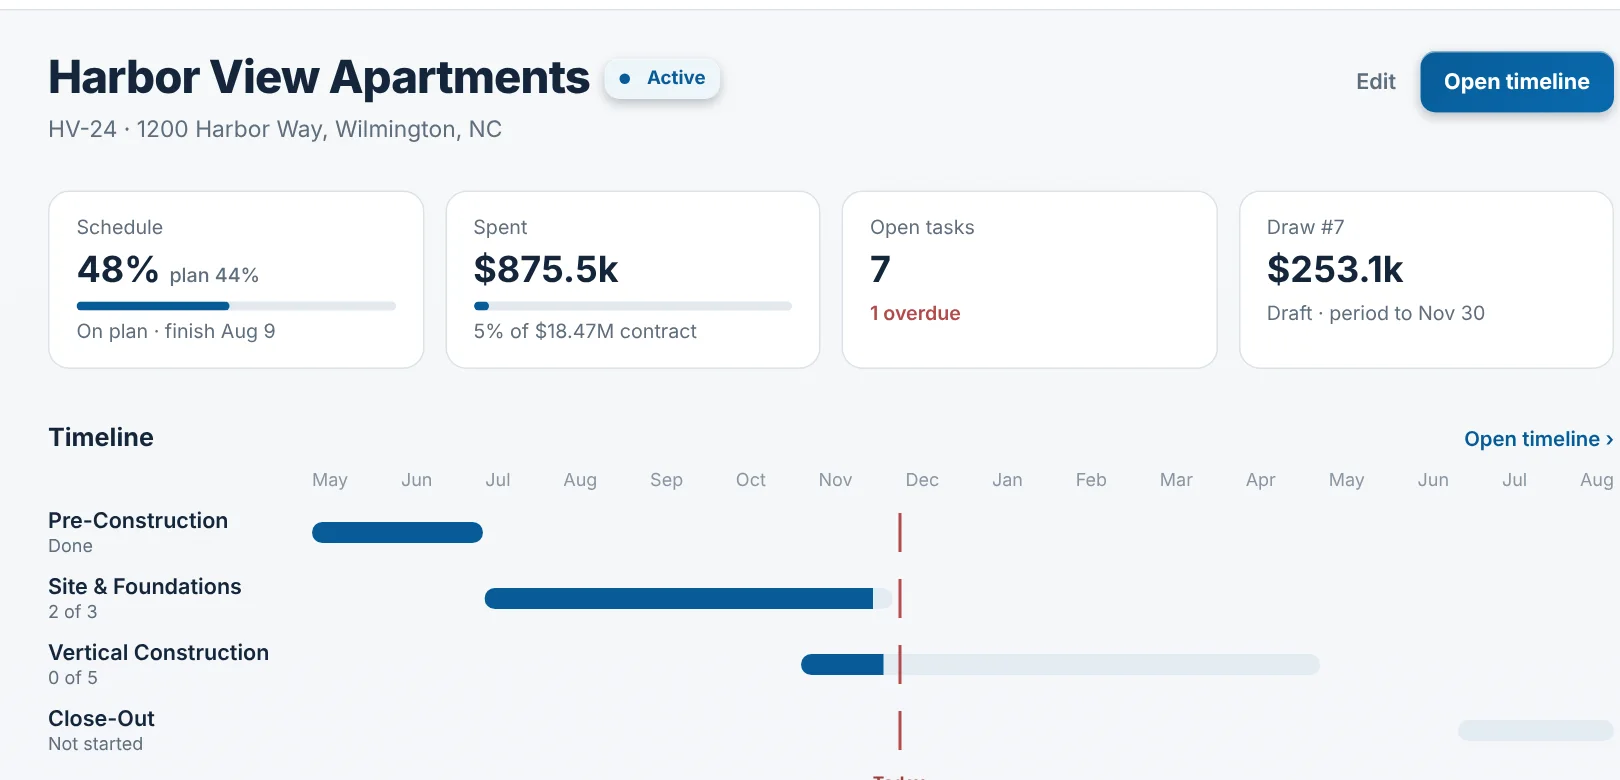 Harbor View Apartments Active
Edit Open timeline
HV-24 · 1200 Harbor Way, Wilmington, NC
Schedule
48% plan 44%
On plan · finish Aug 9
Spent
$875.5k
5% of $18.47M contract
Open tasks
7
1 overdue
Draw #7
$253.1k
Draft · period to Nov 30
Timeline
Open timeline ›
May Jun Jul Aug Sep Oct Nov Dec Jan Feb Mar Apr May Jun Jul Aug
Pre-Construction
Done
Site & Foundations
2 of 3
Vertical Construction
0 of 5
Close-Out
Not started